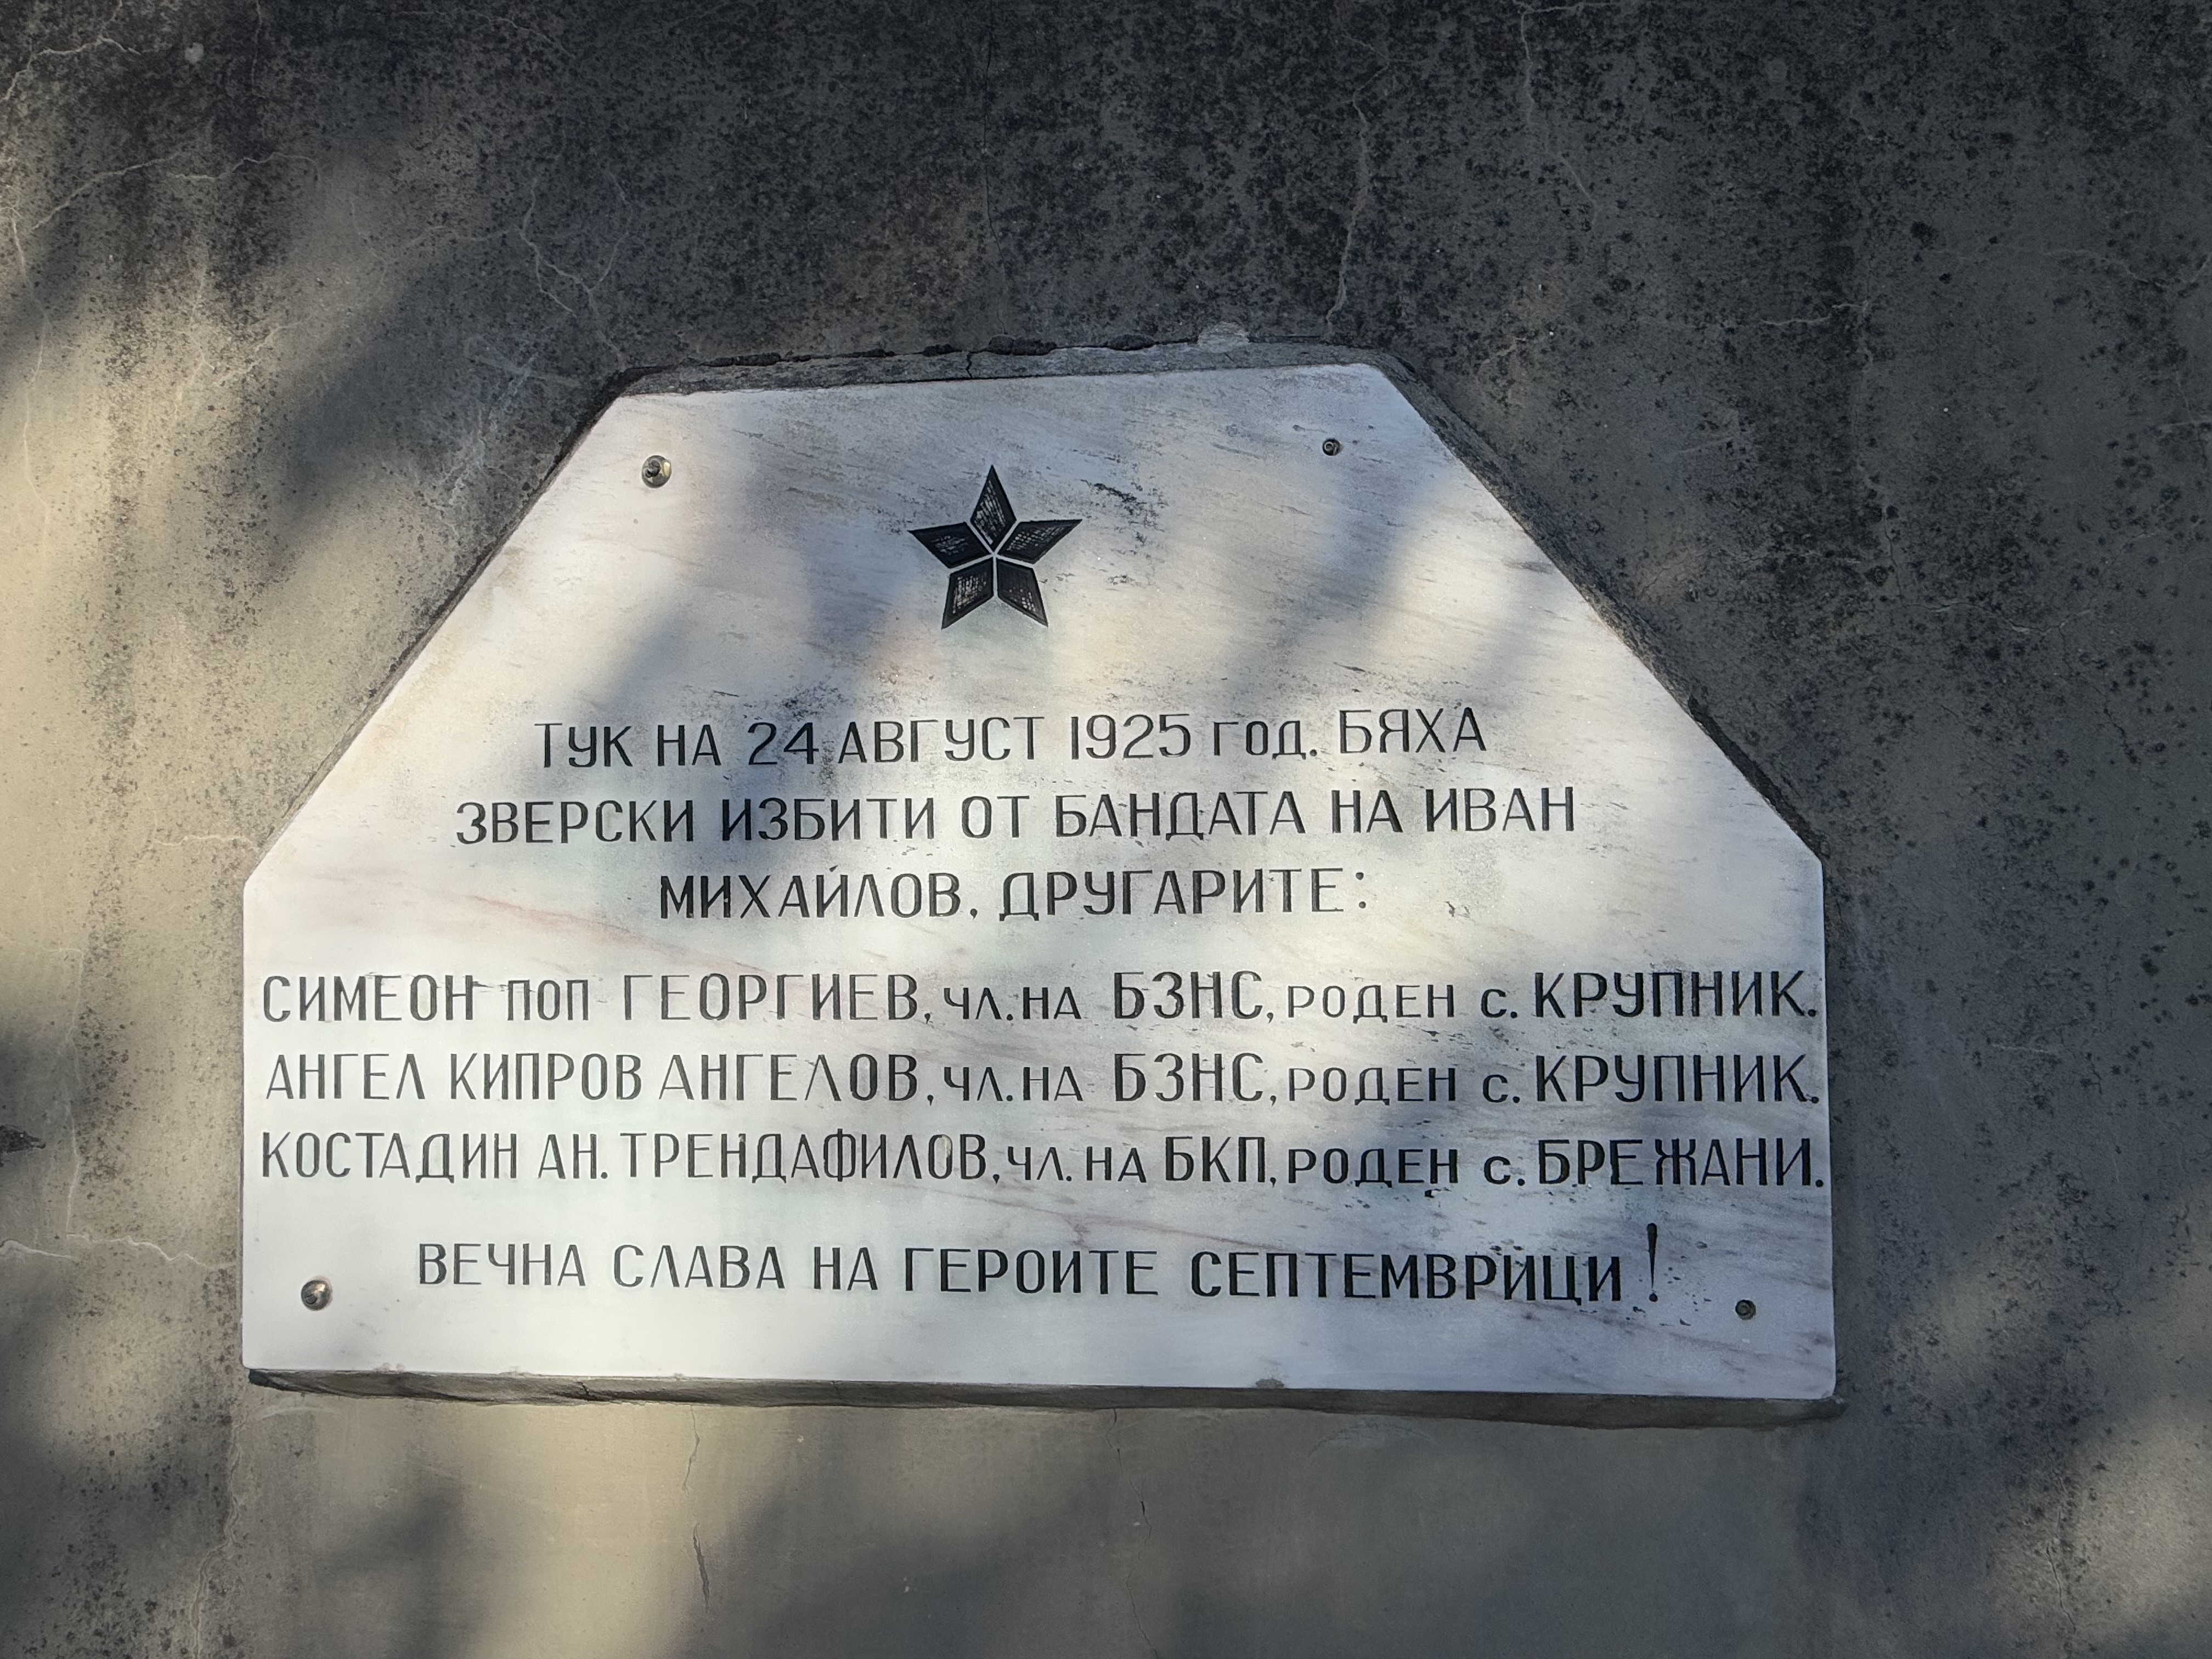 ТУК НА 24 АВГУСТ 1925 год. БЯХА
ЗВЕРСКИ ИЗБИТИ ОТ БАНДАТА НА ИВАН
МИХАЙЛОВ, ДРУГАРИТЕ:
СИМЕОН поп ГЕОРГИЕВ, чл. на БЗНС, роден с. КРУПНИК.
АНГЕЛ КИПРОВ АНГЕЛОВ, чл. на БЗНС, роден с. КРУПНИК.
КОСТАДИН АН. ТРЕНДАФИЛОВ, чл. на БКП, роден с. БРЕЖАНИ.
ВЕЧНА СЛАВА НА ГЕРОИТЕ СЕПТЕМВРИЦИ!